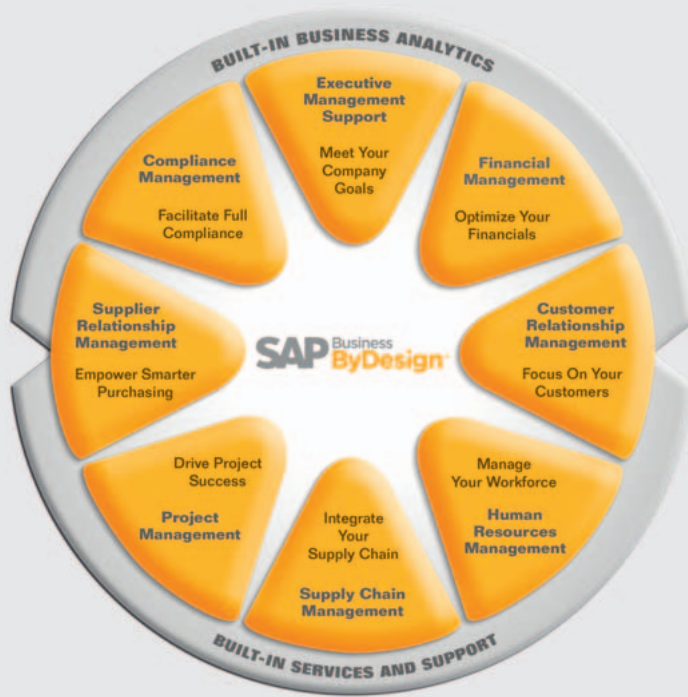 BUILT-IN BUSINESS ANALYTICS
Executive
Management
Support
Meet Your
Company
Goals
Financial
Management
Optimize Your
Financials
Customer
Relationship
Management
Focus On Your
Customers
Manage
Your Workforce
Human
Resources
Management
Integrate
Your
Supply Chain
Supply Chain
Management
Drive Project
Success
Project
Management
Supplier
Relationship
Management
Empower Smarter
Purchasing
Compliance
Management
Facilitate Full
Compliance
SAP Business
ByDesign
BUILT-IN SERVICES AND SUPPORT